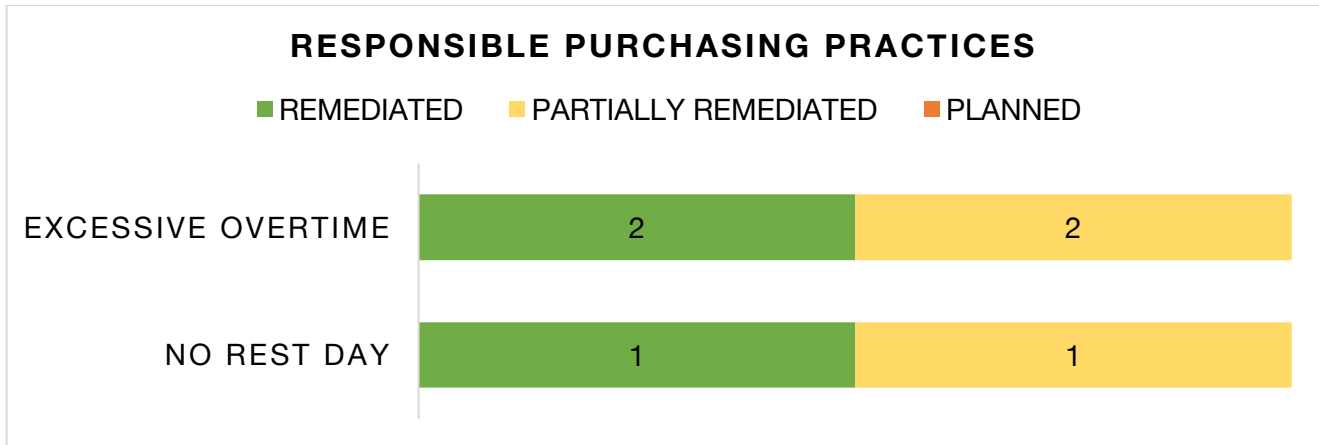 RESPONSIBLE PURCHASING PRACTICES
REMEDIATED PARTIALLY REMEDIATED PLANNED
EXCESSIVE OVERTIME 2 2
NO REST DAY 1 1